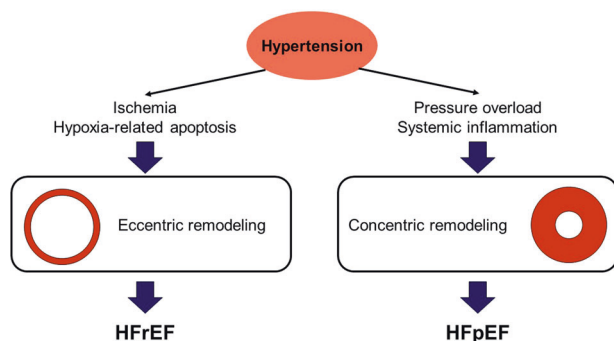 Hypertension
Ischemia
Hypoxia-related apoptosis
Pressure overload
Systemic inflammation
Eccentric remodeling
Concentric remodeling
HFrEF
HFpEF